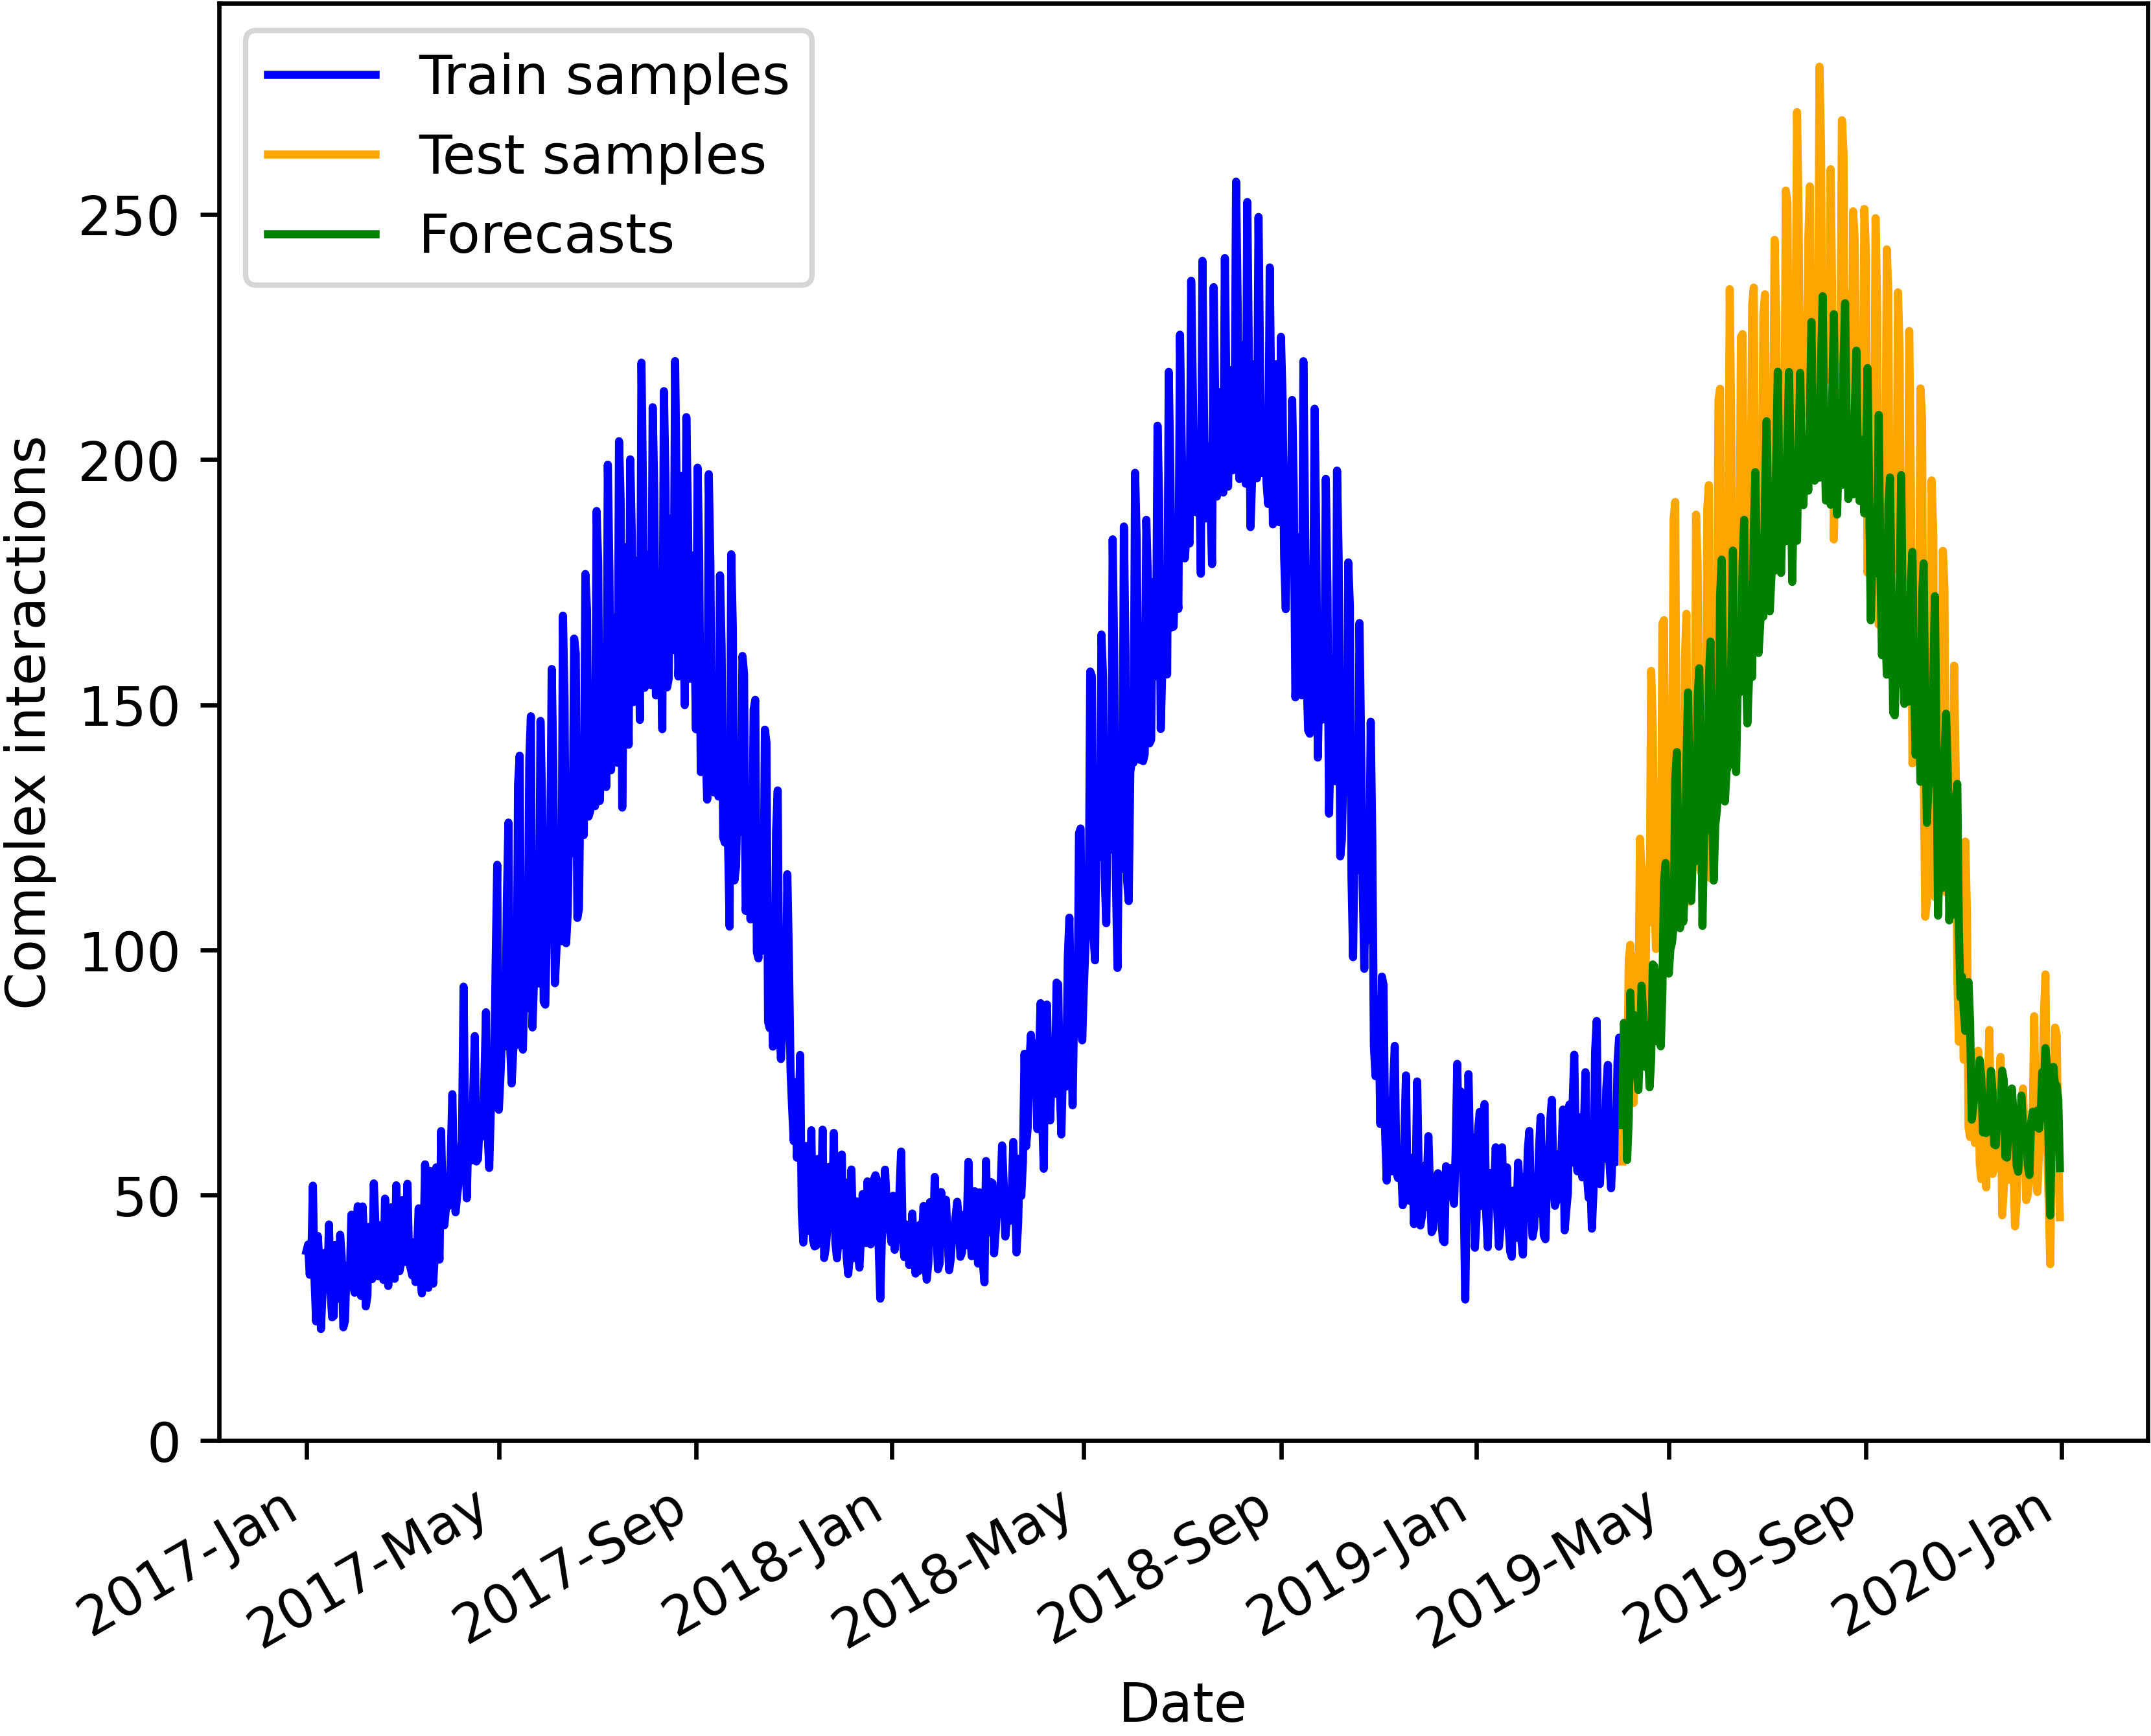 Train samples
Test samples
Forecasts
Complex interactions
250
200
150
100
50
0
2017-Jan
2017-May
2017-Sep
2018-Jan
2018-May
2018-Sep
2019-Jan
2019-May
2019-Sep
2020-Jan
Date